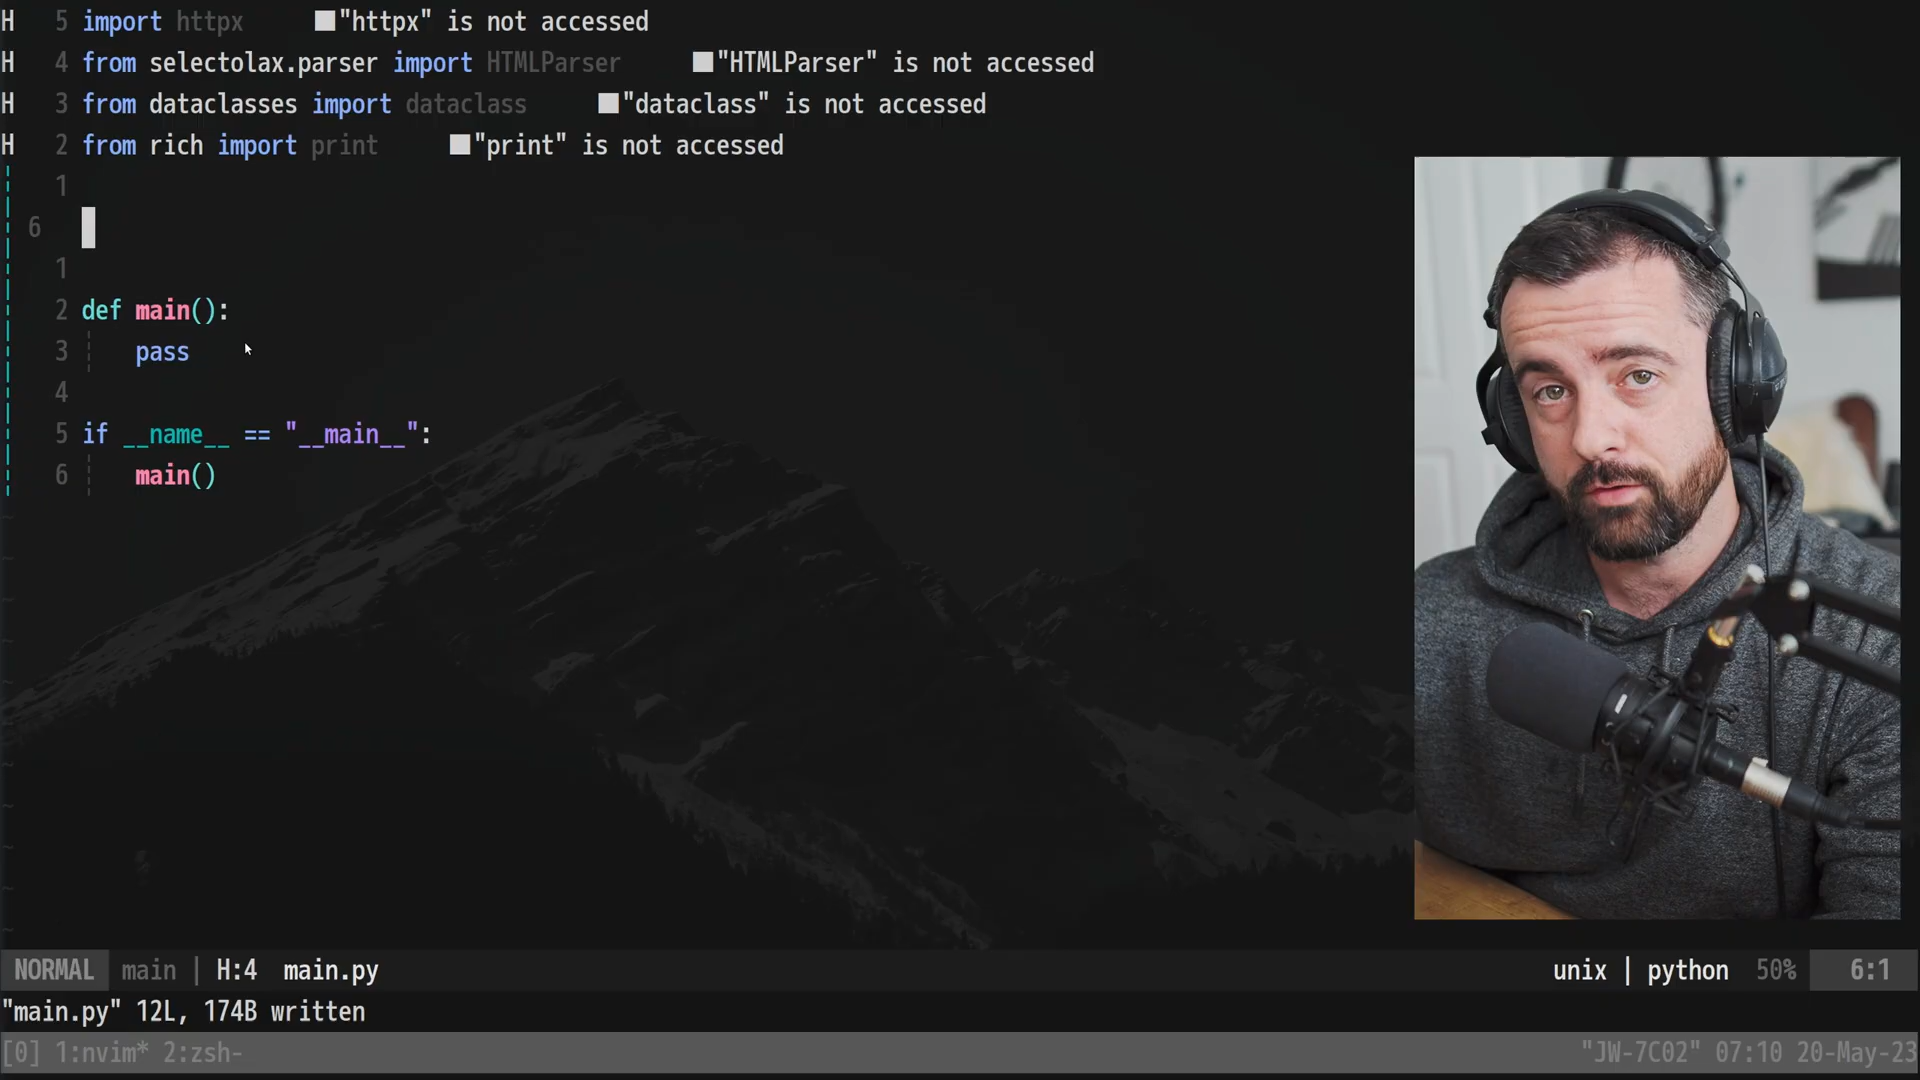 H 5 import httpx ■"httpx" is not accessed
H 4 from selectolax.parser import HTMLParser ■"HTMLParser" is not accessed
H 3 from dataclasses import dataclass ■"dataclass" is not accessed
H 2 from rich import print ■"print" is not accessed
1
6
1
2 def main():
3 pass
4
5 if __name__ == "__main__":
6 main()
NORMAL main | H:4 main.py unix | python 50% 6:1
"main.py" 12L, 174B written
[0] 1:nvim* 2:zsh- "JW-7C02" 07:10 20-May-23